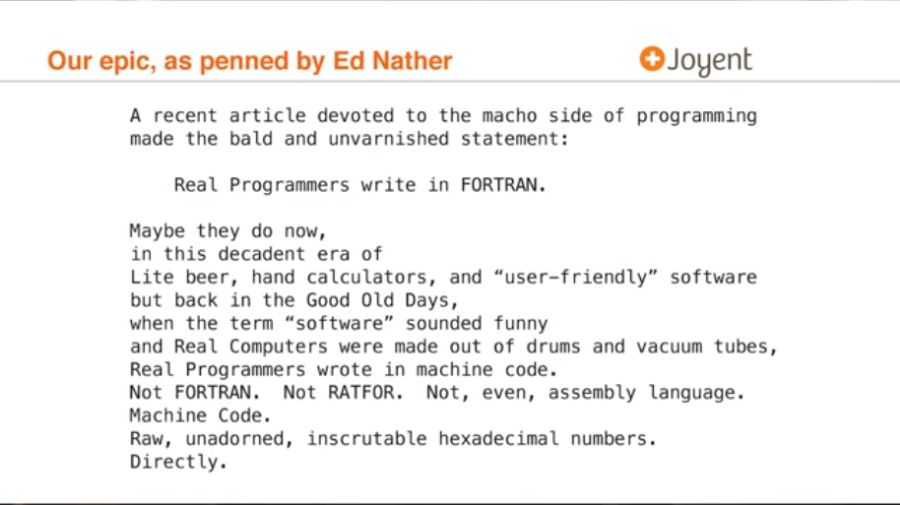 Our epic, as penned by Ed Nather
Joyent
A recent article devoted to the macho side of programming
made the bald and unvarnished statement:
Real Programmers write in FORTRAN.
Maybe they do now,
in this decadent era of
Lite beer, hand calculators, and “user-friendly” software
but back in the Good Old Days,
when the term “software” sounded funny
and Real Computers were made out of drums and vacuum tubes,
Real Programmers wrote in machine code.
Not FORTRAN.  Not RATFOR.  Not, even, assembly language.
Machine Code.
Raw, unadorned, inscrutable hexadecimal numbers.
Directly.